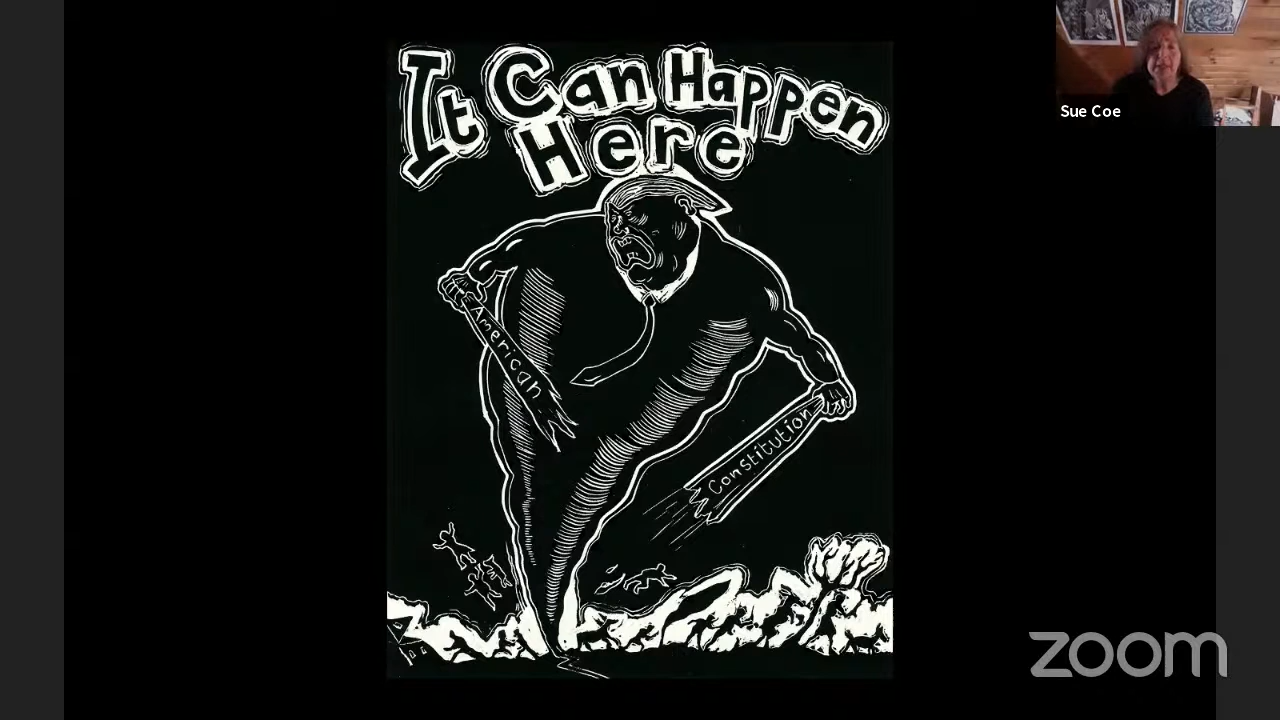 It Can Happen
Here
American
Constitution
Sue Coe
zoom